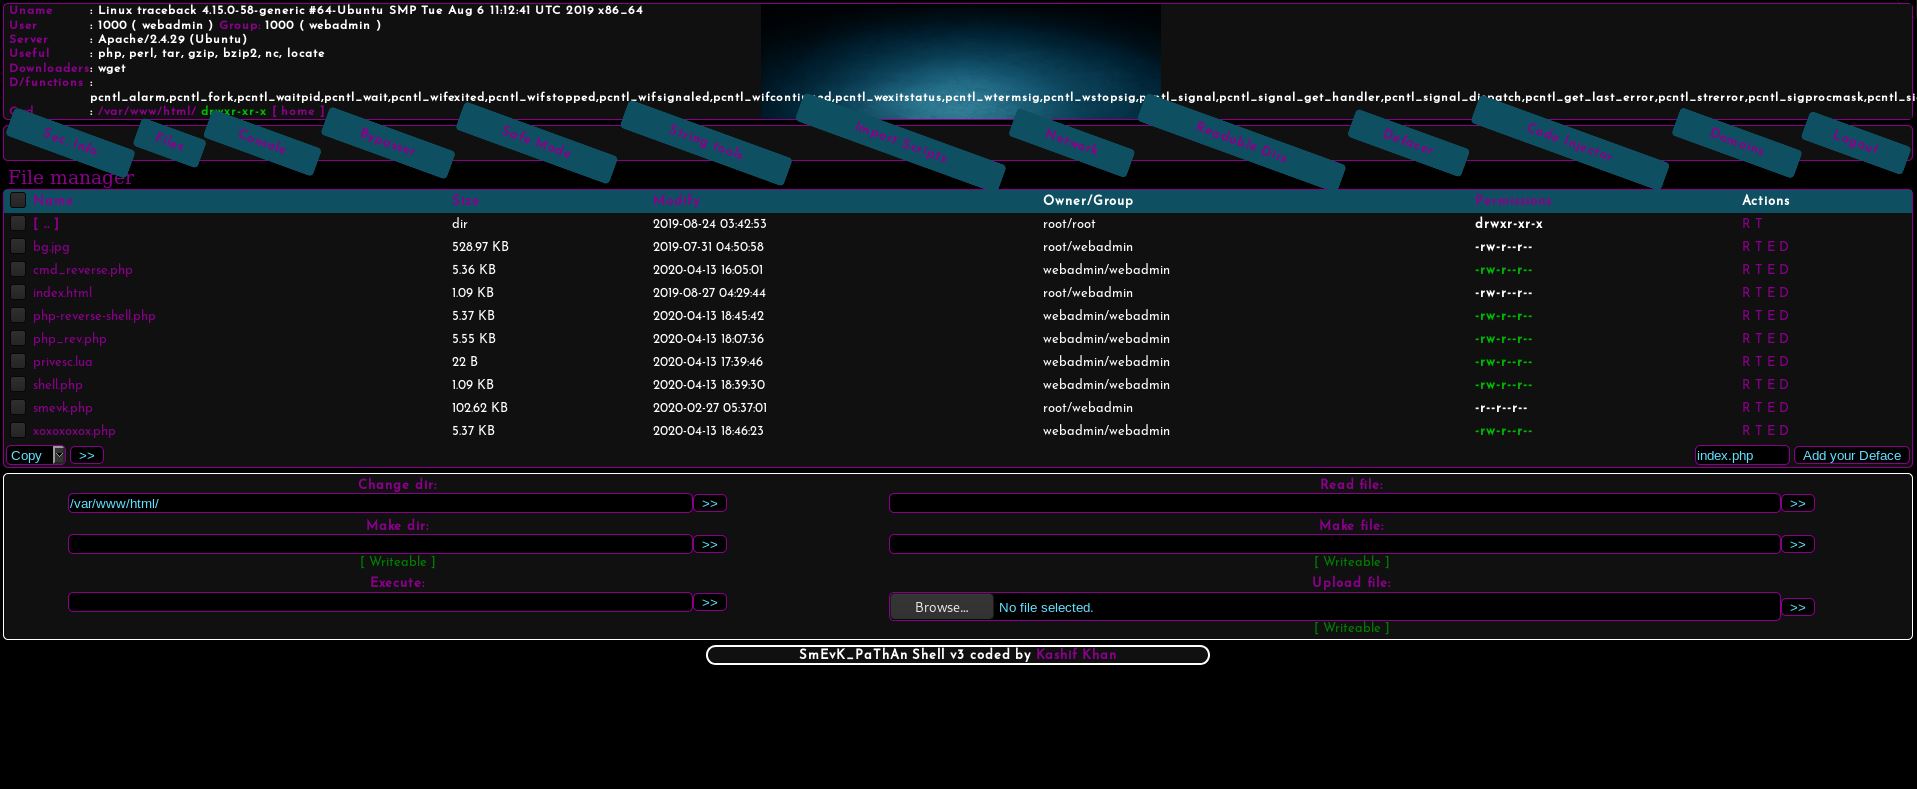 Uname : Linux traceback 4.15.0-58-generic #64-Ubuntu SMP Tue Aug 6 11:12:41 UTC 2019 x86_64
User : 1000 ( webadmin ) Group: 1000 ( webadmin )
Server : Apache/2.4.29 (Ubuntu)
Useful : php, perl, tar, gzip, bzip2, nc, locate
Downloaders: wget
D/functions :
pcntl_alarm,pcntl_fork,pcntl_waitpid,pcntl_wait,pcntl_wifexited,pcntl_wifstopped,pcntl_wifsignaled,pcntl_wifcontinued,pcntl_wexitstatus,pcntl_wtermsig,pcntl_wstopsig,pcntl_signal,pcntl_signal_get_handler,pcntl_signal_dispatch,pcntl_get_last_error,pcntl_strerror,pcntl_sigprocmask,pcntl_si
: /var/www/html/ drwxr-xr-x [ home ]
Sec. Info Files Console Bypasser Safe Mode String tools Import Scripts Network Readable Dirs Defacer Code Injector Domains Logout
File manager
Name Size Modify Owner/Group Permissions Actions
[ .. ] dir 2019-08-24 03:42:53 root/root drwxr-xr-x R T
bg.jpg 528.97 KB 2019-07-31 04:50:58 root/webadmin -rw-r--r-- R T E D
cmd_reverse.php 5.36 KB 2020-04-13 16:05:01 webadmin/webadmin -rw-r--r-- R T E D
index.html 1.09 KB 2019-08-27 04:29:44 root/webadmin -rw-r--r-- R T E D
php-reverse-shell.php 5.37 KB 2020-04-13 18:45:42 webadmin/webadmin -rw-r--r-- R T E D
php_rev.php 5.55 KB 2020-04-13 18:07:36 webadmin/webadmin -rw-r--r-- R T E D
privesc.lua 22 B 2020-04-13 17:39:46 webadmin/webadmin -rw-r--r-- R T E D
shell.php 1.09 KB 2020-04-13 18:39:30 webadmin/webadmin -rw-r--r-- R T E D
smevk.php 102.62 KB 2020-02-27 05:37:01 root/webadmin -r--r--r-- R T E D
xoxoxoxox.php 5.37 KB 2020-04-13 18:46:23 webadmin/webadmin -rw-r--r-- R T E D
Copy >> index.php Add your Deface
Change dir: Read file:
/var/www/html/ >> >>
Make dir: Make file:
>> >>
[ Writeable ] [ Writeable ]
Execute: Upload file:
>> Browse... No file selected. >>
[ Writeable ]
SmEvK_PaThAn Shell v3 coded by Kashif Khan